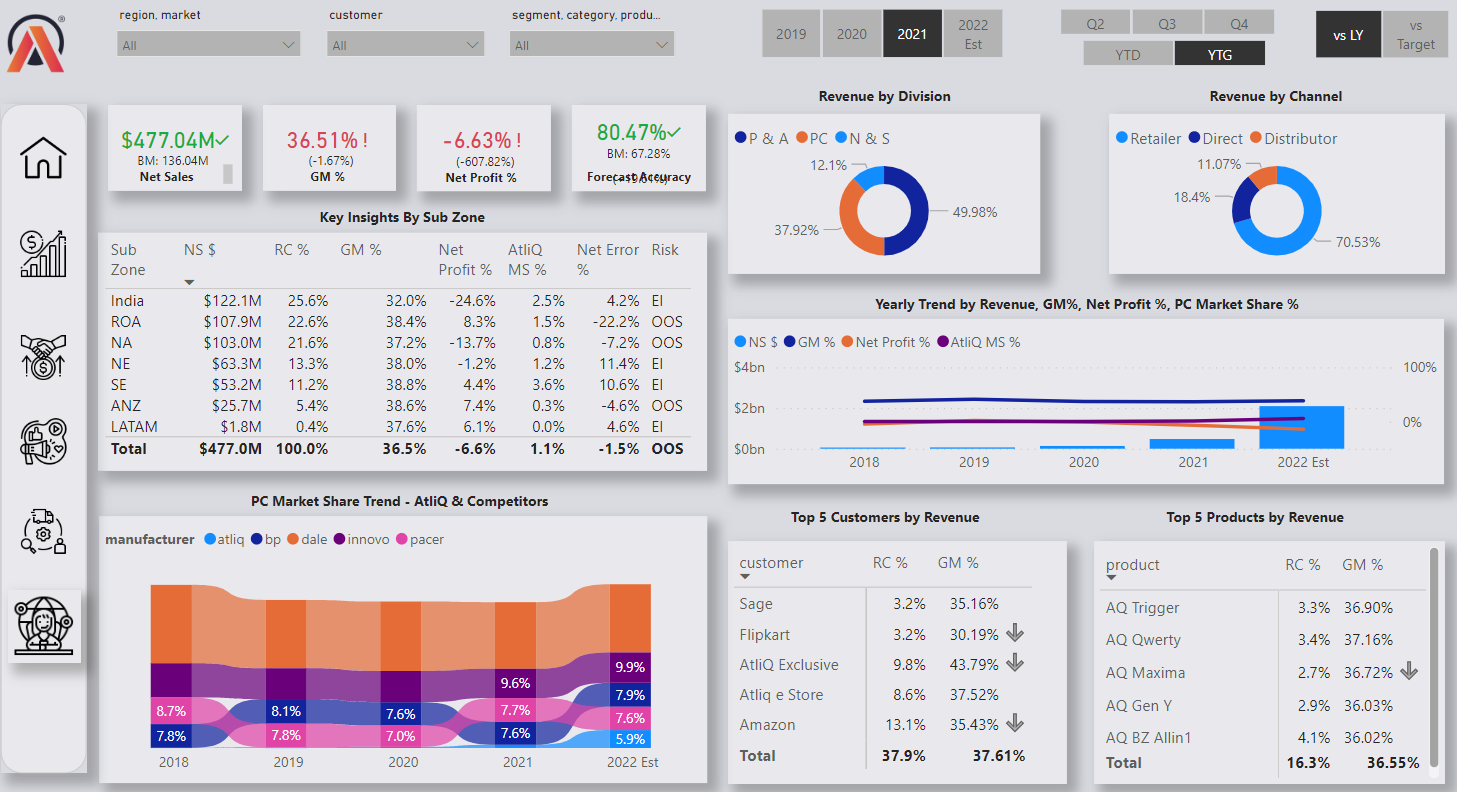 region, market
customer
segment, category, produ...
All
All
All
2019
2020
2021
2022 Est
Q2
Q3
Q4
YTD
YTG
vs LY
vs Target
$477.04M
BM: 136.04M
Net Sales
36.51% !
(-1.67%)
GM %
-6.63% !
(-607.82%)
Net Profit %
80.47%
BM: 67.28%
Forecast Accuracy
Revenue by Division
P & A PC N & S
12.1%
49.98%
37.92%
Revenue by Channel
Retailer Direct Distributor
11.07%
18.4%
70.53%
Key Insights By Sub Zone
Sub Zone NS $ RC % GM % Net Profit % AtliQ MS % Net Error % Risk
India $122.1M 25.6% 32.0% -24.6% 2.5% 4.2% EI
ROA $107.9M 22.6% 38.4% 8.3% 1.5% -22.2% OOS
NA $103.0M 21.6% 37.2% -13.7% 0.8% -7.2% OOS
NE $63.3M 13.3% 38.0% -1.2% 1.2% 11.4% EI
SE $53.2M 11.2% 38.8% 4.4% 3.6% 10.6% EI
ANZ $25.7M 5.4% 38.6% 7.4% 0.3% -4.6% OOS
LATAM $1.8M 0.4% 37.6% 6.1% 0.0% 4.6% EI
Total $477.0M 100.0% 36.5% -6.6% 1.1% -1.5% OOS
Yearly Trend by Revenue, GM%, Net Profit %, PC Market Share %
NS $ GM % Net Profit % AtliQ MS %
$4bn
$2bn
$0bn
100%
0%
2018 2019 2020 2021 2022 Est
PC Market Share Trend - AtliQ & Competitors
manufacturer atliq bp dale innovo pacer
8.7%
7.8%
8.1%
7.8%
7.6%
7.0%
9.6%
7.7%
7.6%
9.9%
7.9%
7.6%
5.9%
2018 2019 2020 2021 2022 Est
Top 5 Customers by Revenue
customer RC % GM %
Sage 3.2% 35.16%
Flipkart 3.2% 30.19%
AtliQ Exclusive 9.8% 43.79%
Atliq e Store 8.6% 37.52%
Amazon 13.1% 35.43%
Total 37.9% 37.61%
Top 5 Products by Revenue
product RC % GM %
AQ Trigger 3.3% 36.90%
AQ Qwerty 3.4% 37.16%
AQ Maxima 2.7% 36.72%
AQ Gen Y 2.9% 36.03%
AQ BZ Allin1 4.1% 36.02%
Total 16.3% 36.55%